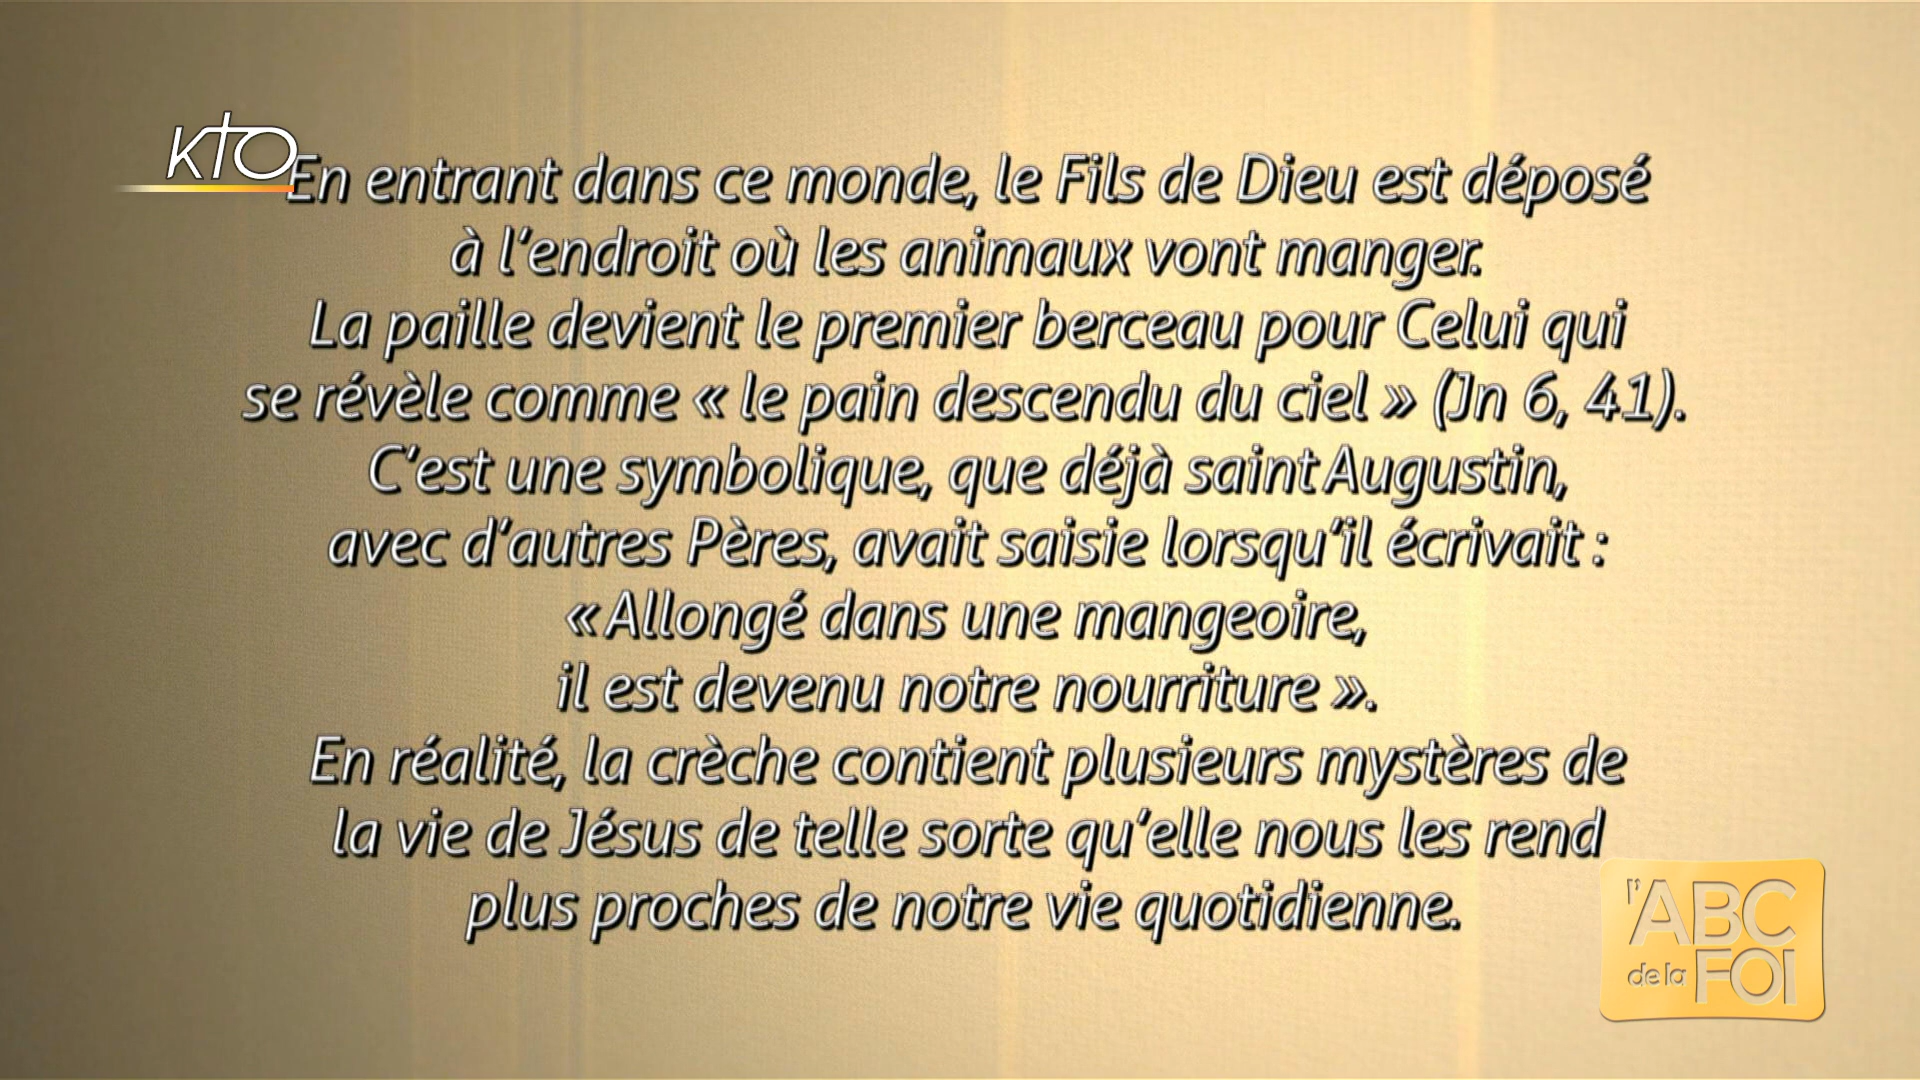 KTO
En entrant dans ce monde, le Fils de Dieu est déposé
à l'endroit où les animaux vont manger.
La paille devient le premier berceau pour Celui qui
se révèle comme « le pain descendu du ciel » (Jn 6, 41).
C'est une symbolique, que déjà saint Augustin,
avec d'autres Pères, avait saisie lorsqu'il écrivait :
« Allongé dans une mangeoire,
il est devenu notre nourriture ».
En réalité, la crèche contient plusieurs mystères de
la vie de Jésus de telle sorte qu'elle nous les rend
plus proches de notre vie quotidienne.
l'ABC
de la FOI